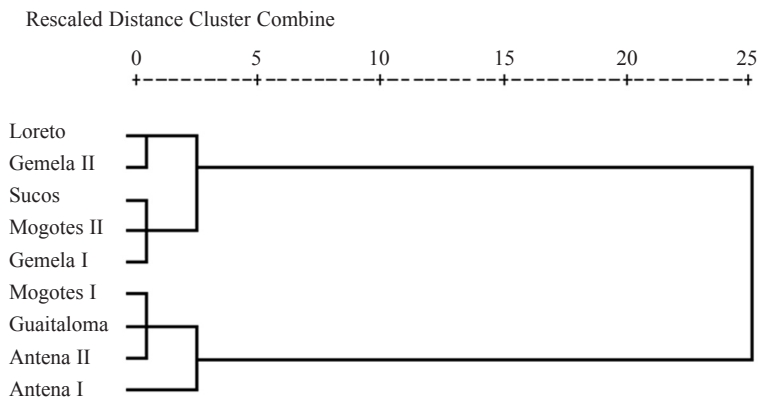 Rescaled Distance Cluster Combine
0 5 10 15 20 25
Loreto
Gemela II
Sucos
Mogotes II
Gemela I
Mogotes I
Guaitaloma
Antena II
Antena I